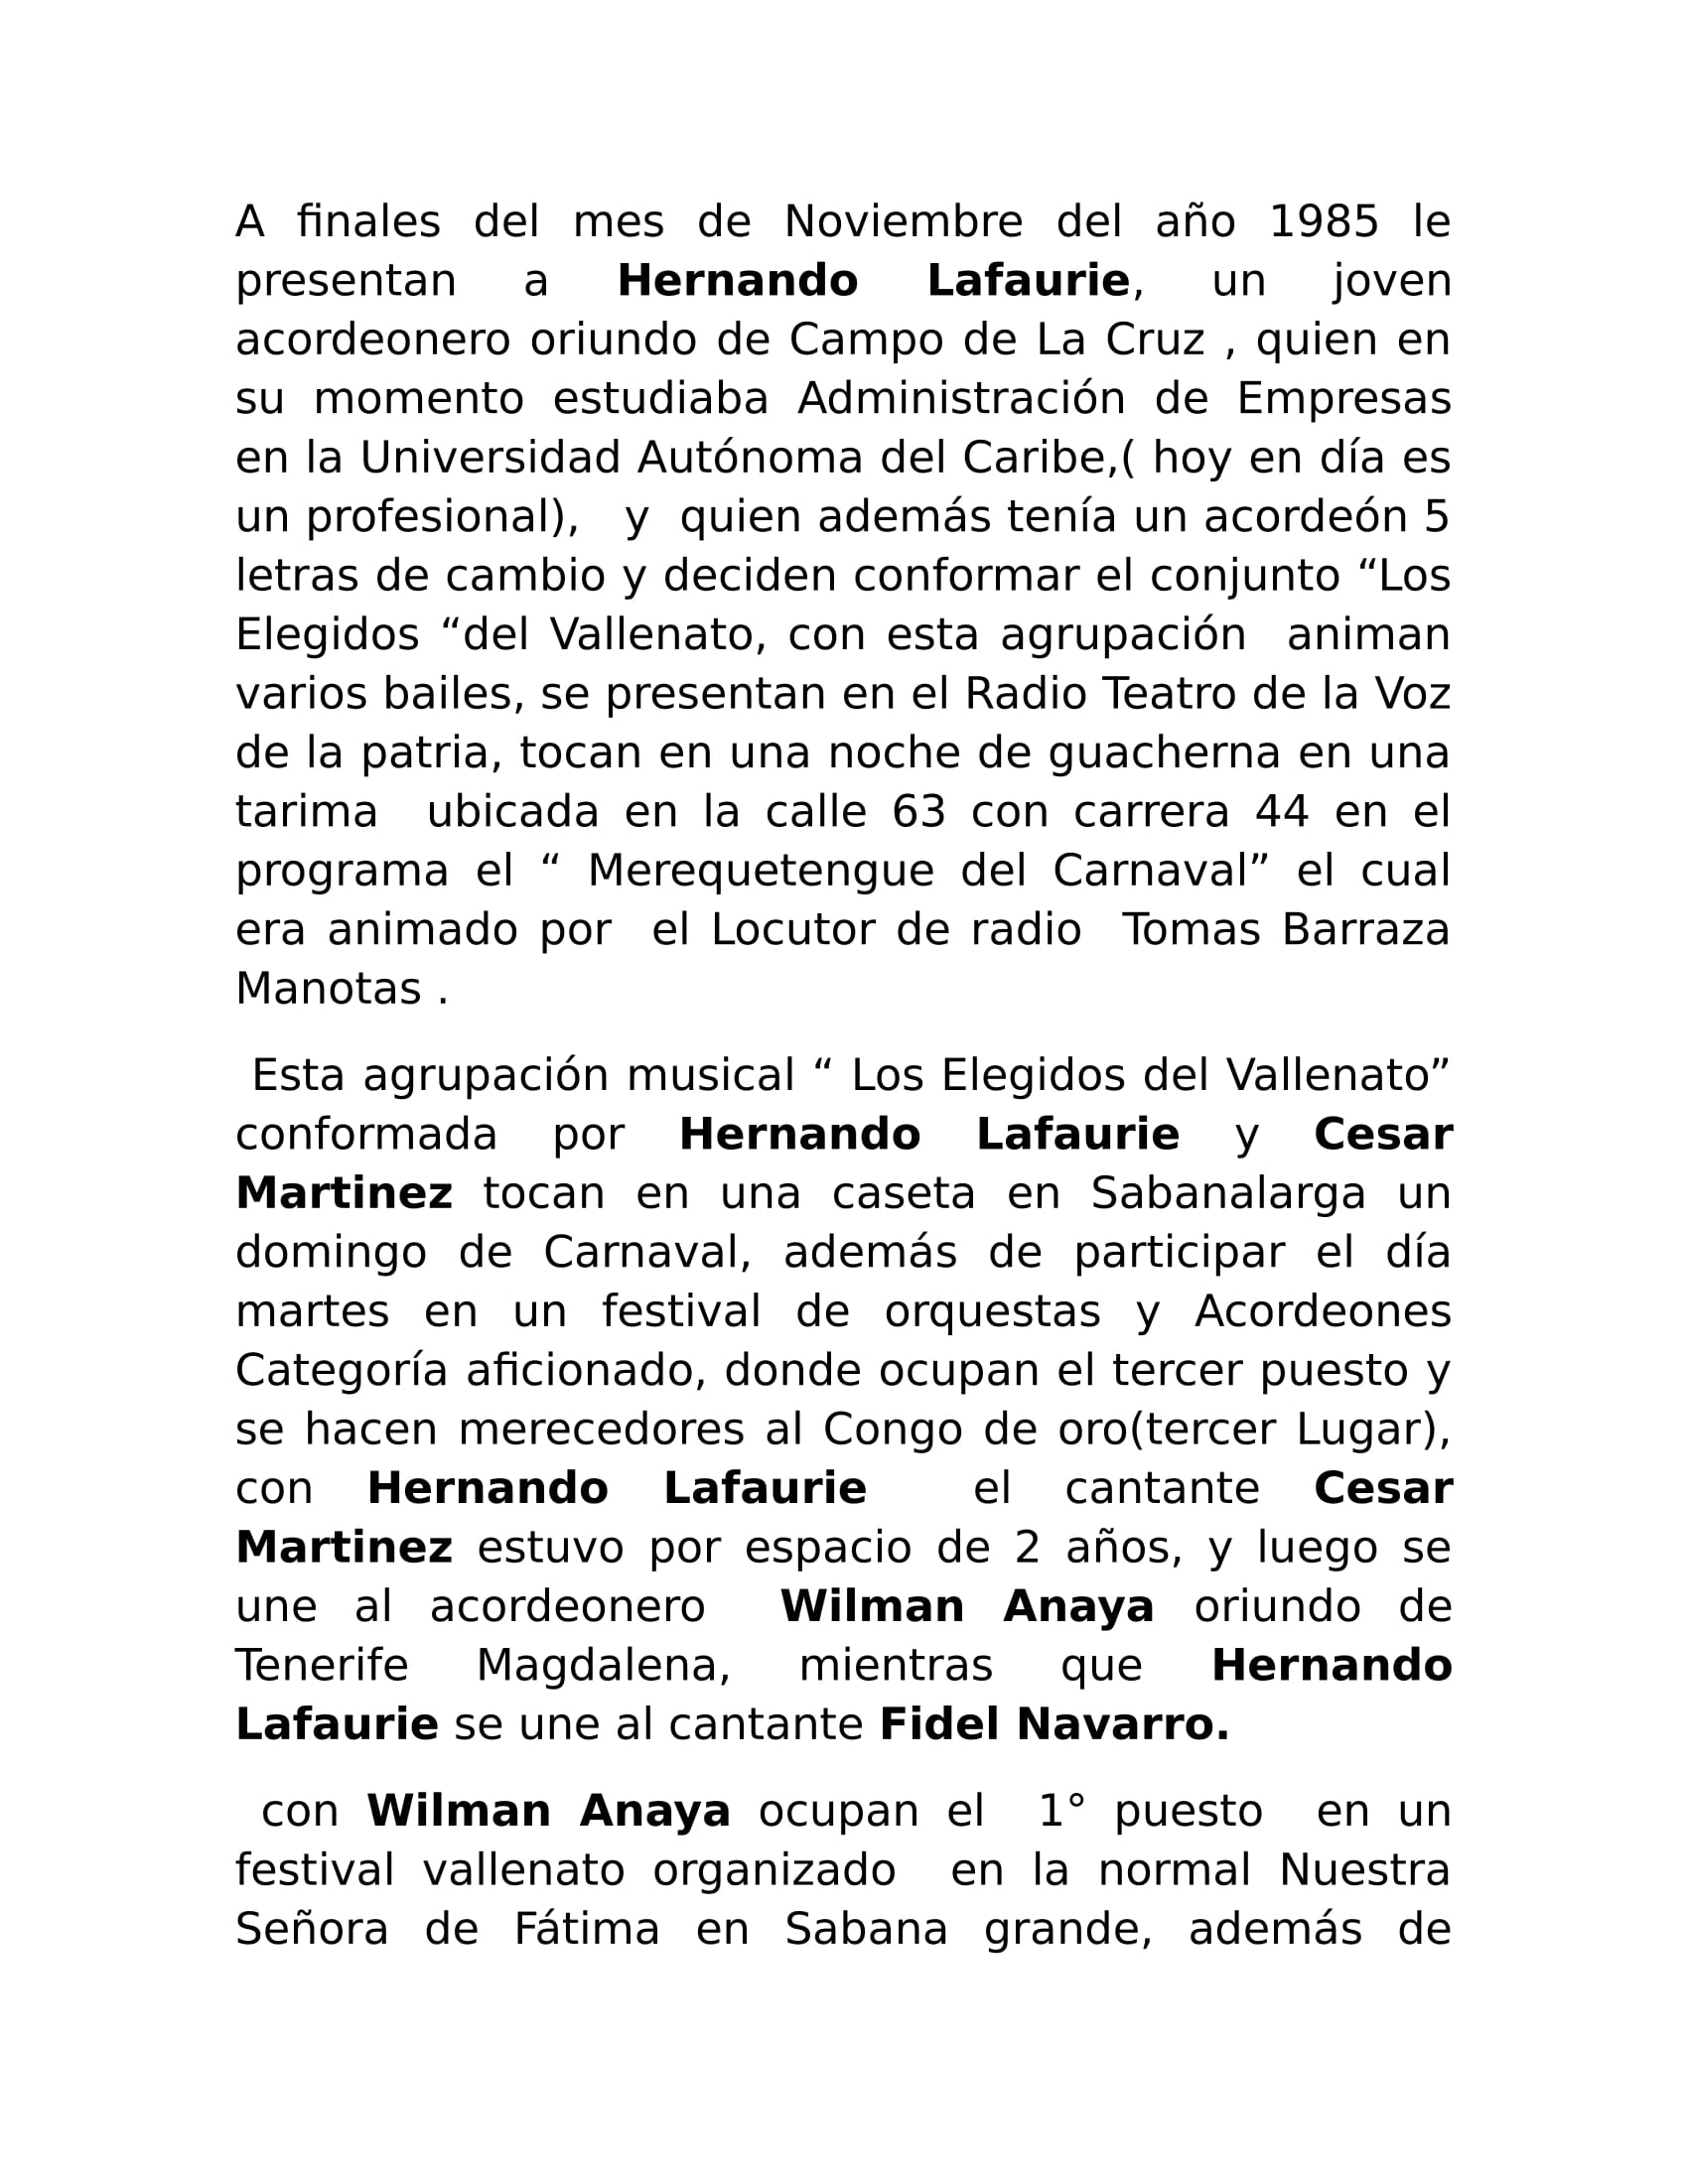 A finales del mes de Noviembre del año 1985 le
presentan a Hernando Lafaurie, un joven
acordeonero oriundo de Campo de La Cruz , quien en
su momento estudiaba Administración de Empresas
en la Universidad Autónoma del Caribe,( hoy en día es
un profesional),   y  quien además tenía un acordeón 5
letras de cambio y deciden conformar el conjunto “Los
Elegidos “del Vallenato, con esta agrupación  animan
varios bailes, se presentan en el Radio Teatro de la Voz
de la patria, tocan en una noche de guacherna en una
tarima  ubicada en la calle 63 con carrera 44 en el
programa el “ Merequetengue del Carnaval” el cual
era animado por  el Locutor de radio  Tomas Barraza
Manotas .
Esta agrupación musical “ Los Elegidos del Vallenato”
conformada por Hernando Lafaurie y Cesar
Martinez tocan en una caseta en Sabanalarga un
domingo de Carnaval, además de participar el día
martes en un festival de orquestas y Acordeones
Categoría aficionado, donde ocupan el tercer puesto y
se hacen merecedores al Congo de oro(tercer Lugar),
con Hernando Lafaurie  el cantante Cesar
Martinez estuvo por espacio de 2 años, y luego se
une al acordeonero  Wilman Anaya oriundo de
Tenerife Magdalena, mientras que Hernando
Lafaurie se une al cantante Fidel Navarro.
con Wilman Anaya ocupan el  1° puesto  en un
festival vallenato organizado  en la normal Nuestra
Señora de Fátima en Sabana grande, además de